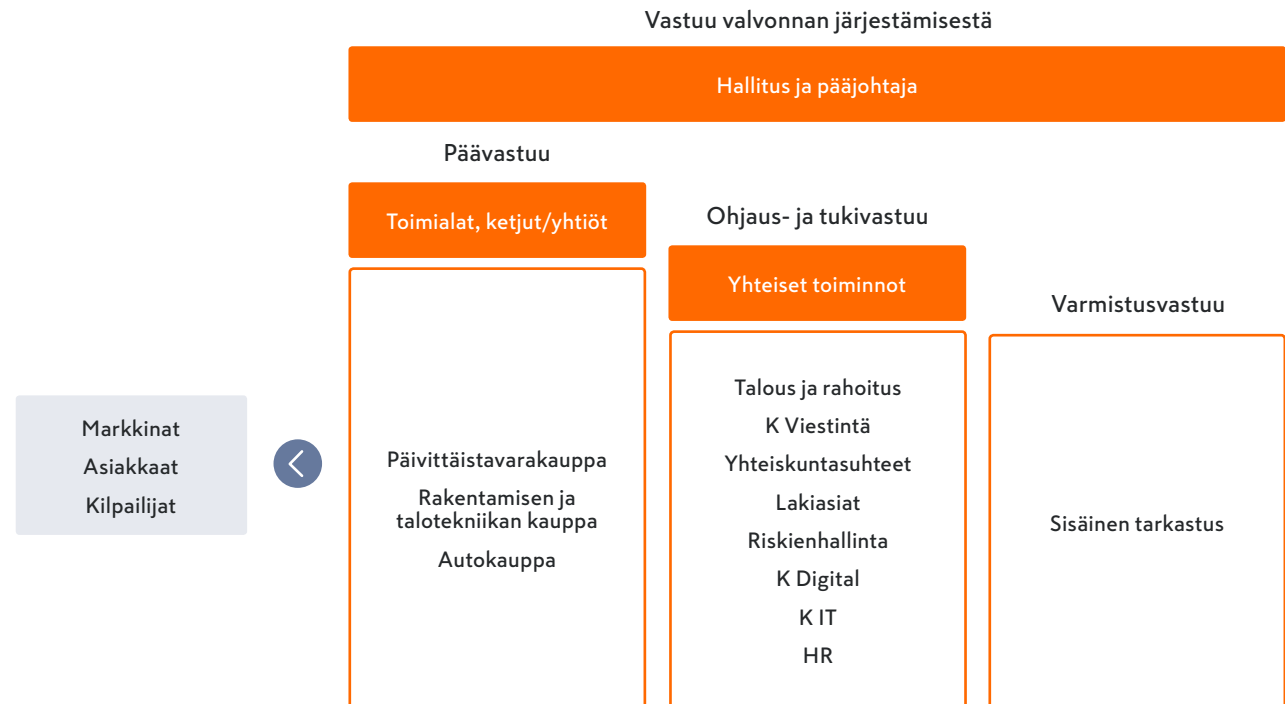 Vastuu valvonnan järjestämisestä
Hallitus ja pääjohtaja
Päävastuu
Toimialat, ketjut/yhtiöt
Ohjaus- ja tukivastuu
Yhteiset toiminnot
Varmistusvastuu
Markkinat
Asiakkaat
Kilpailijat
Päivittäistavarakauppa
Rakentamisen ja
talotekniikan kauppa
Autokauppa
Talous ja rahoitus
K Viestintä
Yhteiskuntasuhteet
Lakiasiat
Riskienhallinta
K Digital
K IT
HR
Sisäinen tarkastus